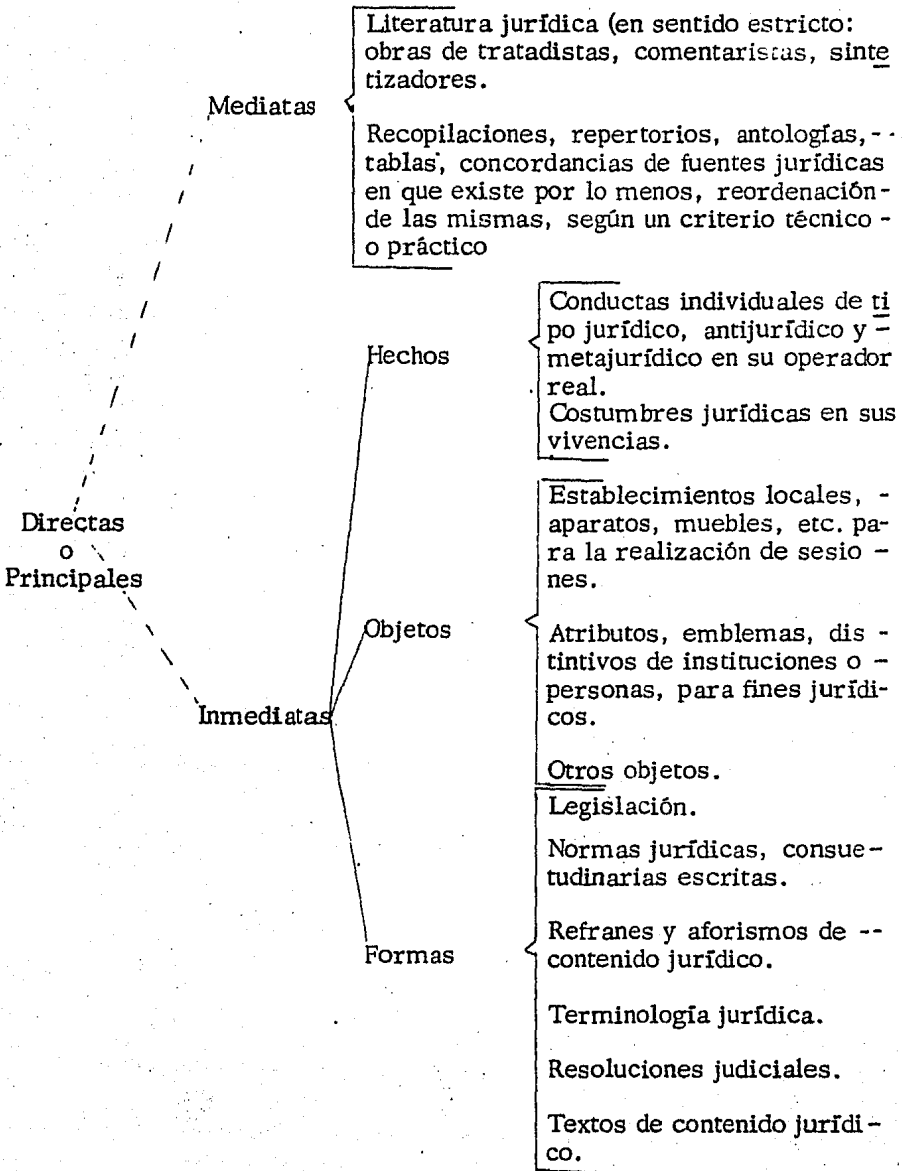 Literatura jurídica (en sentido estricto:
obras de tratadistas, comentaristas, sinte
tizadores.
Mediatas
Recopilaciones, repertorios, antologías, --
tablas, concordancias de fuentes jurídicas
en que existe por lo menos, reordenación-
de las mismas, según un criterio técnico -
o práctico
Hechos
Conductas individuales de ti
po jurídico, antijurídico y -
metajurídico en su operador
real.
Costumbres jurídicas en sus
vivencias.
Directas
o
Principales
Establecimientos locales, -
aparatos, muebles, etc. pa-
ra la realización de sesio -
nes.
Objetos
Atributos, emblemas, dis -
tintivos de instituciones o -
personas, para fines jurídi-
cos.
Inmediatas
Otros objetos.
Legislación.
Normas jurídicas, consue-
tudinarias escritas.
Formas
Refranes y aforismos de --
contenido jurídico.
Terminología jurídica.
Resoluciones judiciales.
Textos de contenido jurídi-
co.